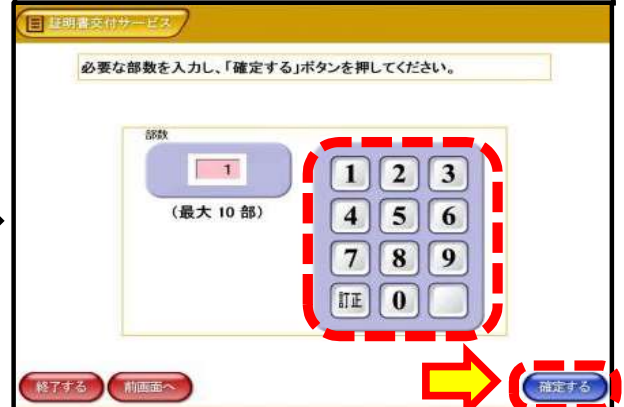 証明書交付サービス
必要な部数を入力し、「確定する」ボタンを押してください。
部数
1
(最大 10 部)
1 2 3
4 5 6
7 8 9
訂正 0
終了する 前画面へ 確定する